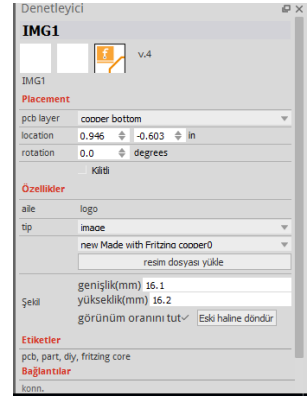 Denetleyici
IMG1
v.4
IMG1
Placement
pcb layer copper bottom
location 0.946 -0.603 in
rotation 0.0 degrees
Kilitli
Özellikler
aile logo
tip image
new Made with Fritzing copper0
resim dosyası yükle
Şekil
genişlik(mm) 16.1
yükseklik(mm) 16.2
görünüm oranını tut Eski haline döndür
Etiketler
pcb, part, diy, fritzing core
Bağlantılar
konn.